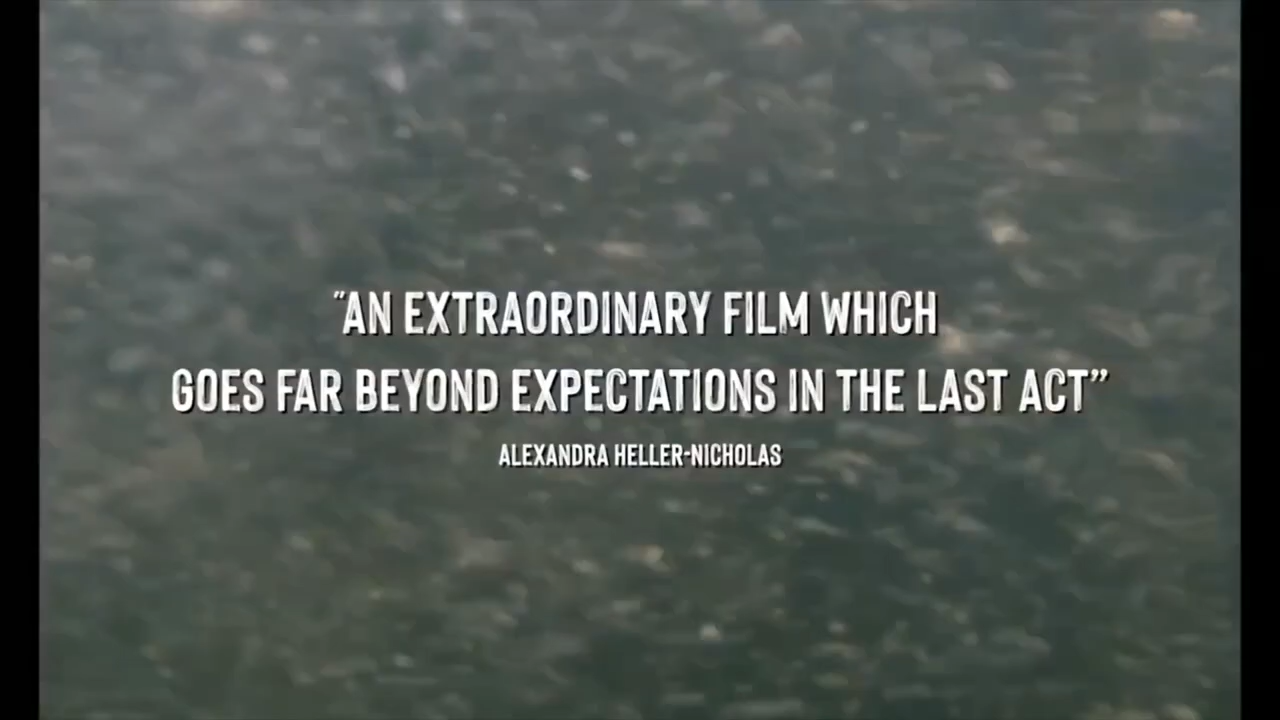 "AN EXTRAORDINARY FILM WHICH
GOES FAR BEYOND EXPECTATIONS IN THE LAST ACT”
ALEXANDRA HELLER-NICHOLAS